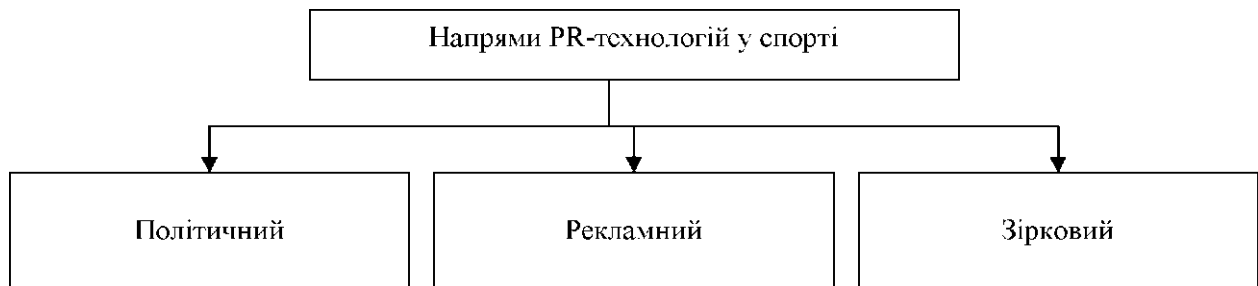 Напрями PR-технологій у спорті
Політичний
Рекламний
Зірковий